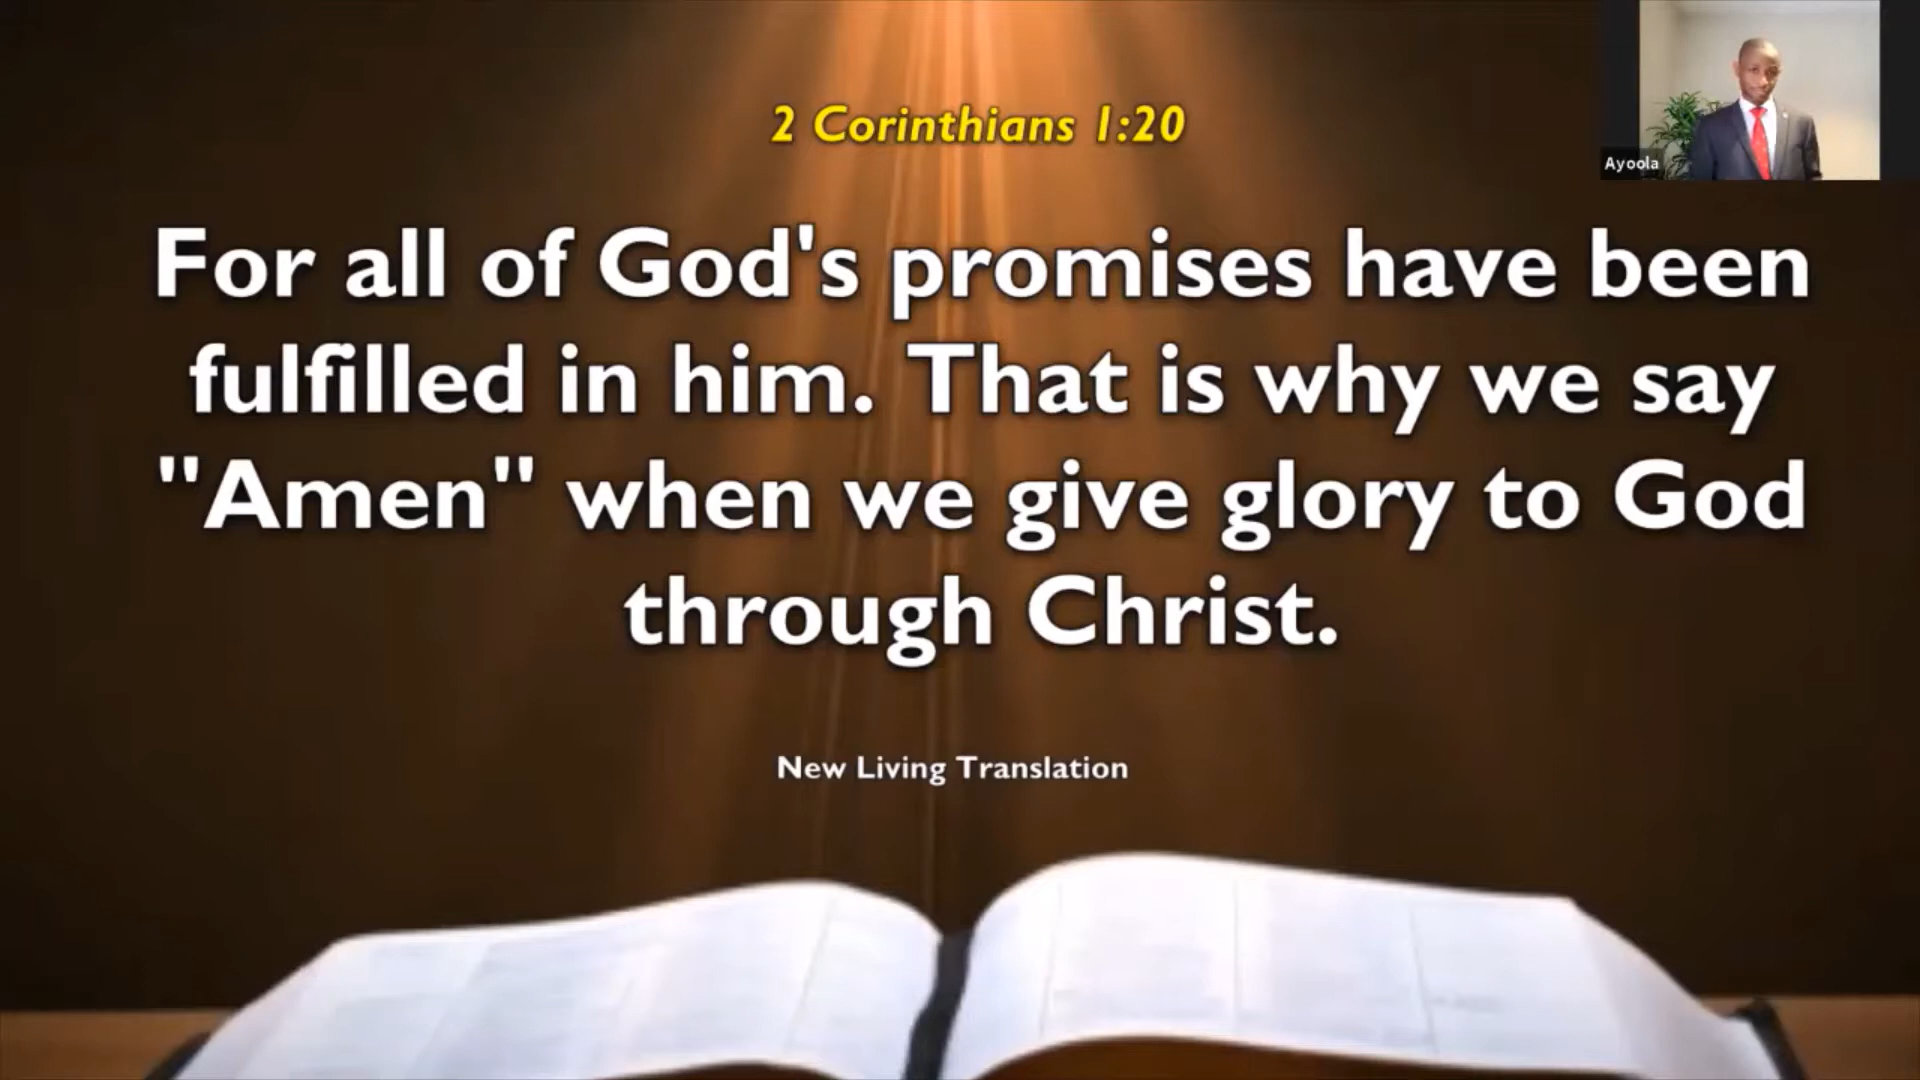 2 Corinthians 1:20
Ayoola
For all of God's promises have been
fulfilled in him. That is why we say
"Amen" when we give glory to God
through Christ.
New Living Translation